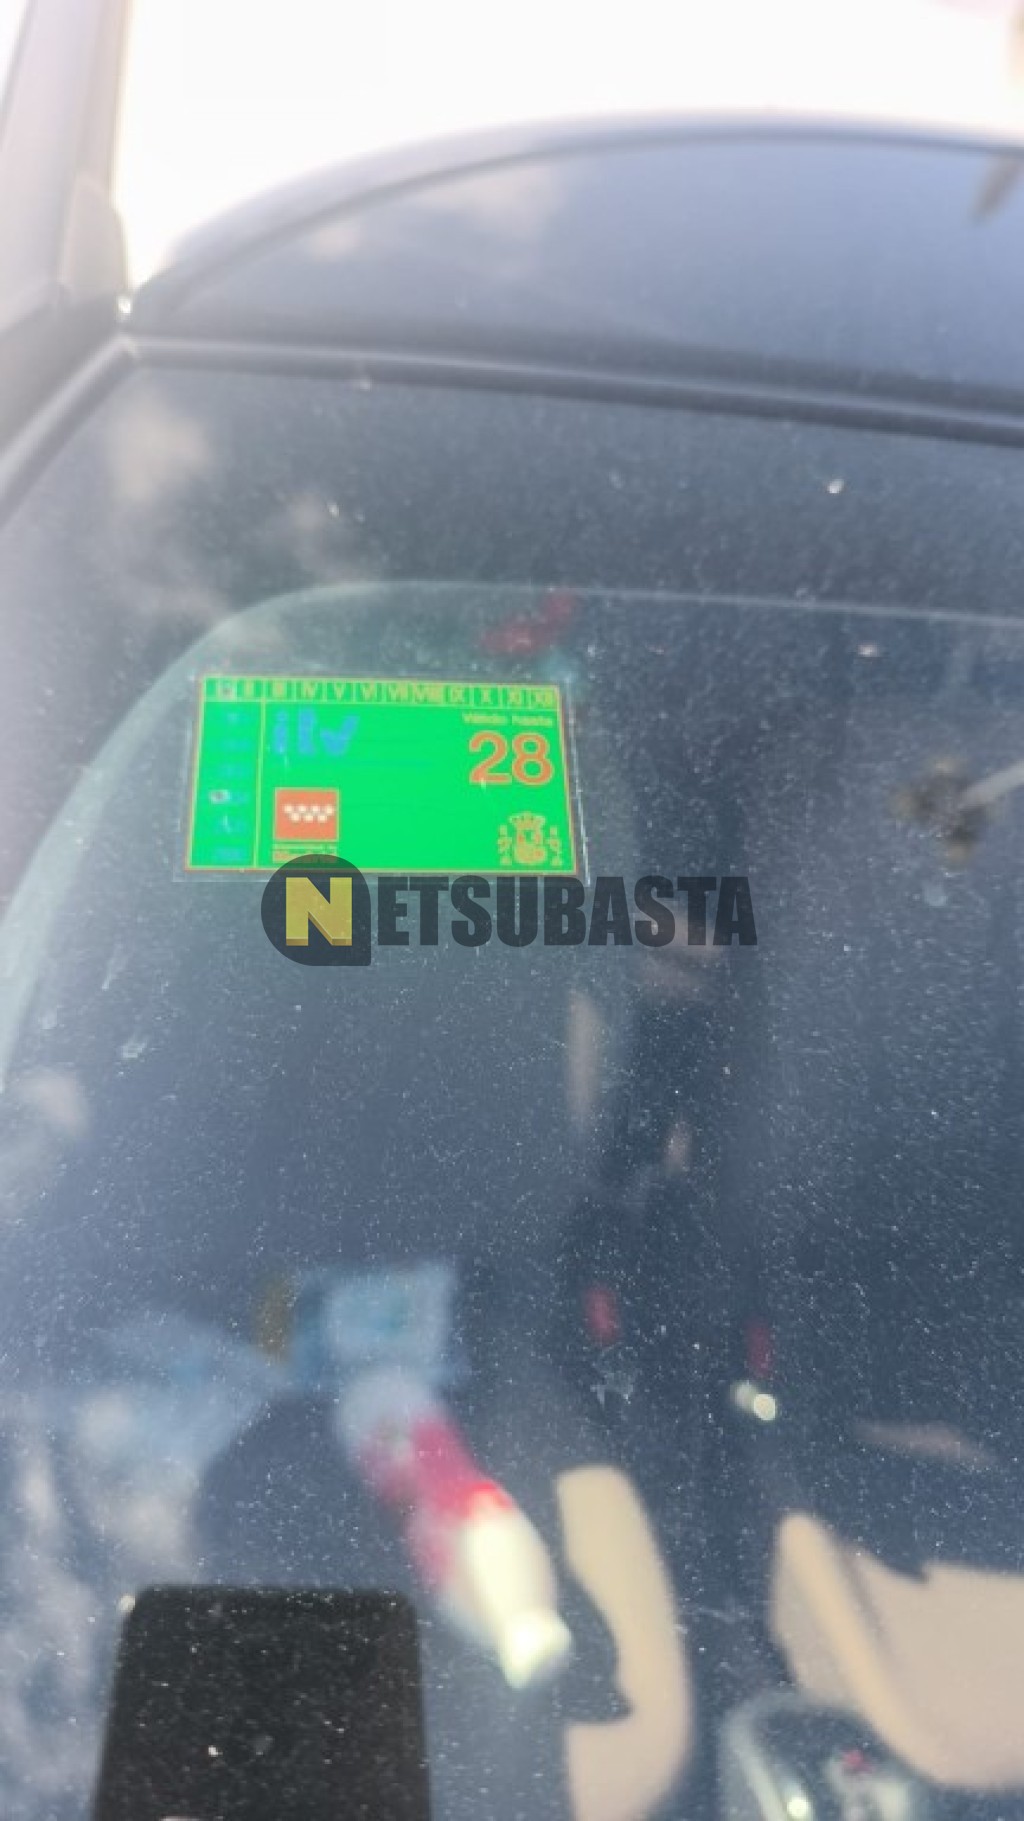 II III IV V VI VII VIII IX X XI XII
itv
Válido hasta
28
NETSUBASTA